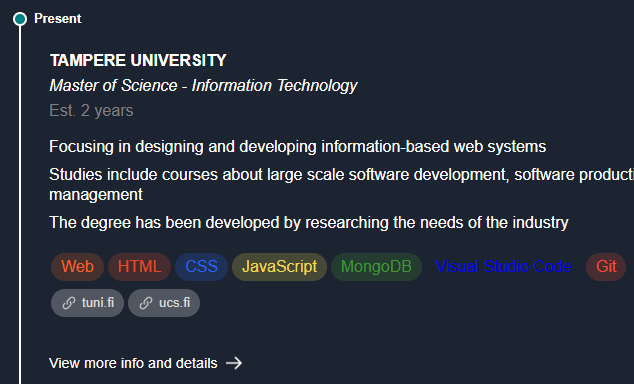 Present
TAMPERE UNIVERSITY
Master of Science - Information Technology
Est. 2 years
Focusing in designing and developing information-based web systems
Studies include courses about large scale software development, software producti
management
The degree has been developed by researching the needs of the industry
Web HTML CSS JavaScript MongoDB Visual Studio Code Git
tuni.fi ucs.fi
View more info and details →